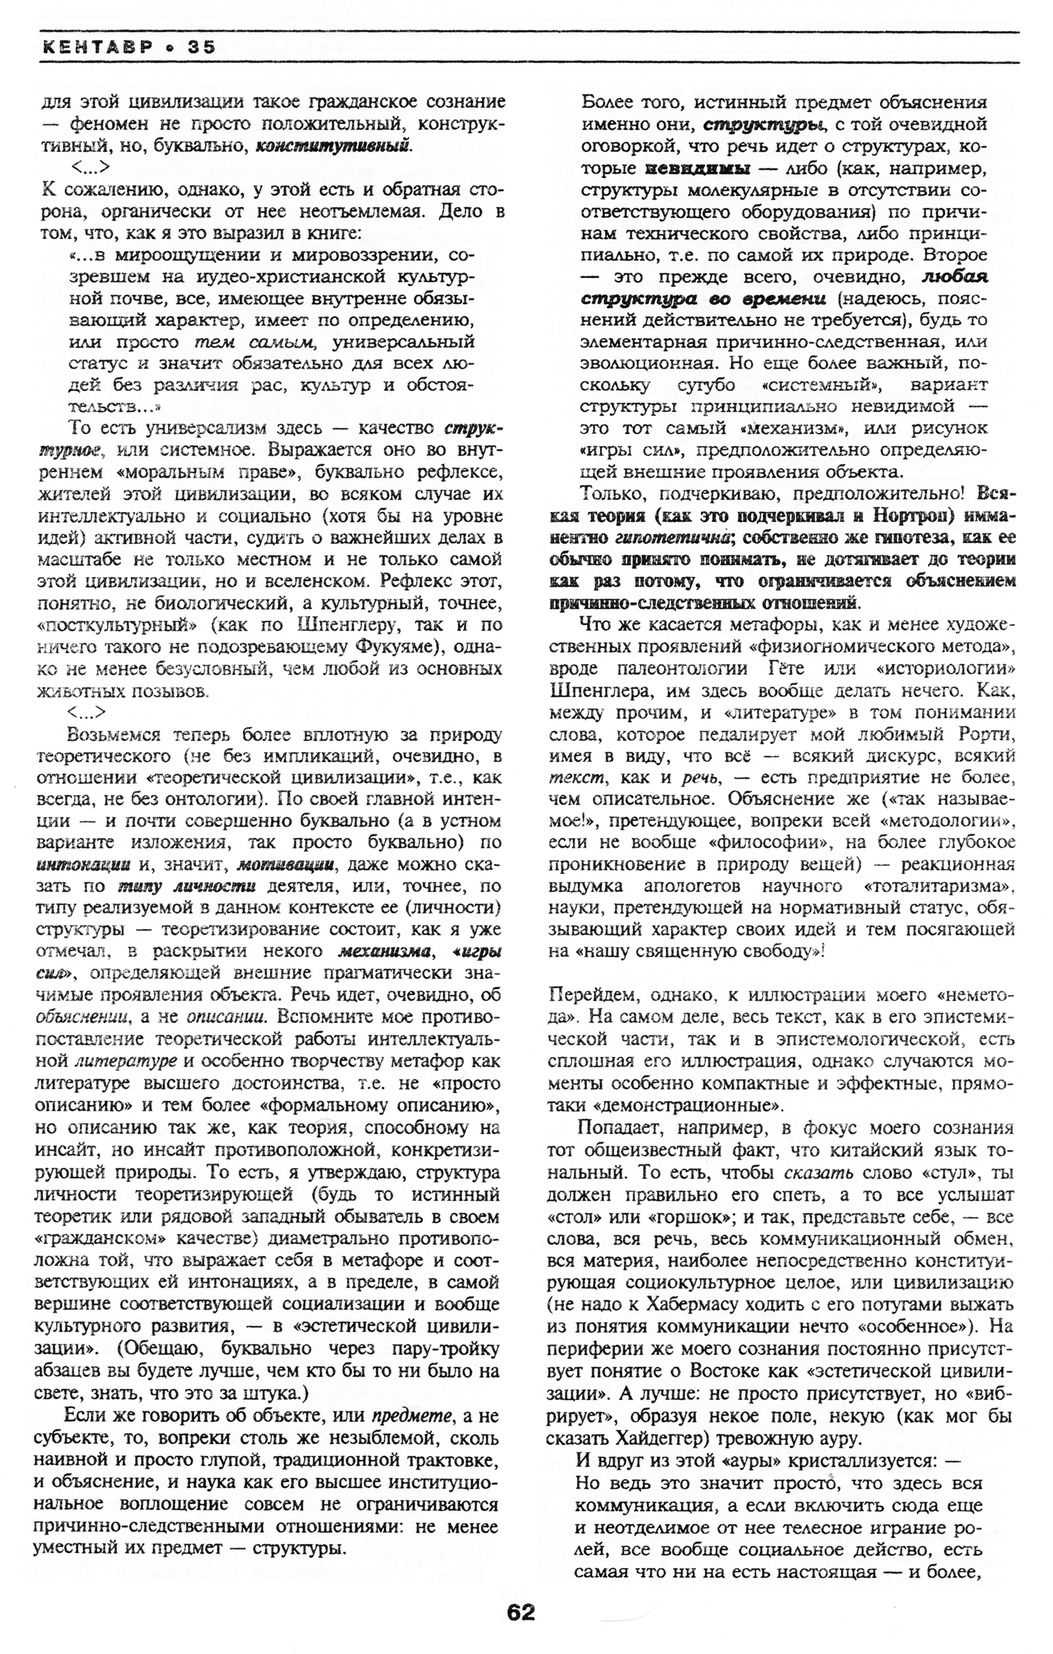 КЕНТАВР • 35
для этой цивилизации такое гражданское сознание
— феномен не просто положительный, конструк-
тивный, но, буквально, конститутивный.
<...>
К сожалению, однако, у этой есть и обратная сто-
рона, органически от нее неотъемлемая. Дело в
том, что, как я это выразил в книге:
«...в мироощущении и мировоззрении, со-
зревшем на иудео-христианской культур-
ной почве, все, имеющее внутренне обязы-
вающий характер, имеет по определению,
или просто тем самым, универсальный
статус и значит обязательно для всех лю-
дей без различия рас, культур и обстоя-
тельств...»
То есть универсализм здесь — качество струк-
турное, или системное. Выражается оно во внут-
реннем «моральным праве», буквально рефлексе,
жителей этой цивилизации, во всяком случае их
интеллектуально и социально (хотя бы на уровне
идей) активной части, судить о важнейших делах в
масштабе не только местном и не только самой
этой цивилизации, но и вселенском. Рефлекс этот,
понятно, не биологический, а культурный, точнее,
«посткультурный» (как по Шпенглеру, так и по
ничего такого не подозревающему Фукуяме), одна-
ко не менее безусловный, чем любой из основных
животных позывов.
<...>
Возьмемся теперь более вплотную за природу
теоретического (не без импликаций, очевидно, в
отношении «теоретической цивилизации», т.е., как
всегда, не без онтологии). По своей главной интен-
ции — и почти совершенно буквально (а в устном
варианте изложения, так просто буквально) по
интонации и, значит, мотивации, даже можно ска-
зать по типу личности деятеля, или, точнее, по
типу реализуемой в данном контексте ее (личности)
структуры — теоретизирование состоит, как я уже
отмечал, в раскрытии некого механизма, «игры
сил», определяющей внешние прагматически зна-
чимые проявления объекта. Речь идет, очевидно, об
объяснении, а не описании. Вспомните мое противо-
поставление теоретической работы интеллектуаль-
ной литературе и особенно творчеству метафор как
литературе высшего достоинства, т.е. не «просто
описанию» и тем более «формальному описанию»,
но описанию так же, как теория, способному на
инсайт, но инсайт противоположной, конкретизи-
рующей природы. То есть, я утверждаю, структура
личности теоретизирующей (будь то истинный
теоретик или рядовой западный обыватель в своем
«гражданском» качестве) диаметрально противопо-
ложна той, что выражает себя в метафоре и соот-
ветствующих ей интонациях, а в пределе, в самой
вершине соответствующей социализации и вообще
культурного развития, — в «эстетической цивили-
зации». (Обещаю, буквально через пару-тройку
абзацев вы будете лучше, чем кто бы то ни было на
свете, знать, что это за штука.)
Если же говорить об объекте, или предмете, а не
субъекте, то, вопреки столь же незыблемой, сколь
наивной и просто глупой, традиционной трактовке,
и объяснение, и наука как его высшее институцио-
нальное воплощение совсем не ограничиваются
причинно-следственными отношениями: не менее
уместный их предмет — структуры.
Более того, истинный предмет объяснения
именно они, структуры, с той очевидной
оговоркой, что речь идет о структурах, ко-
торые невидимы — либо (как, например,
структуры молекулярные в отсутствии со-
ответствующего оборудования) по причи-
нам технического свойства, либо принци-
пиально, т.е. по самой их природе. Второе
— это прежде всего, очевидно, любая
структура во времени (надеюсь, пояс-
нений действительно не требуется), будь то
элементарная причинно-следственная, или
эволюционная. Но еще более важный, по-
скольку сугубо «системный», вариант
структуры принципиально невидимой —
это тот самый «механизм», или рисунок
«игры сил», предположительно определяю-
щей внешние проявления объекта.
Только, подчеркиваю, предположительно! Вся-
кая теория (как это подчеркивал и Нортроп) имма-
нентно гипотетична; собственно же гипотеза, как ее
обычно принято понимать, не дотягивает до теории
как раз потому, что ограничивается объяснением
причинно-следственных отношений.
Что же касается метафоры, как и менее художе-
ственных проявлений «физиогномического метода»,
вроде палеонтологии Гёте или «историологии»
Шпенглера, им здесь вообще делать нечего. Как,
между прочим, и «литературе» в том понимании
слова, которое педалирует мой любимый Рорти,
имея в виду, что всё — всякий дискурс, всякий
текст, как и речь, — есть предприятие не более,
чем описательное. Объяснение же («так называе-
мое!», претендующее, вопреки всей «методологии»,
если не вообще «философии», на более глубокое
проникновение в природу вещей) — реакционная
выдумка апологетов научного «тоталитаризма»,
науки, претендующей на нормативный статус, обя-
зывающий характер своих идей и тем посягающей
на «нашу священную свободу»!
Перейдем, однако, к иллюстрации моего «немето-
да». На самом деле, весь текст, как в его эпистеми-
ческой части, так и в эпистемологической, есть
сплошная его иллюстрация, однако случаются мо-
менты особенно компактные и эффектные, прямо-
таки «демонстрационные».
Попадает, например, в фокус моего сознания
тот общеизвестный факт, что китайский язык то-
нальный. То есть, чтобы сказать слово «стул», ты
должен правильно его спеть, а то все услышат
«стол» или «горшок»; и так, представьте себе, — все
слова, вся речь, весь коммуникационный обмен,
вся материя, наиболее непосредственно конституи-
рующая социокультурное целое, или цивилизацию
(не надо к Хабермасу ходить с его потугами выжать
из понятия коммуникации нечто «особенное»). На
периферии же моего сознания постоянно присутст-
вует понятие о Востоке как «эстетической цивили-
зации». А лучше: не просто присутствует, но «виб-
рирует», образуя некое поле, некую (как мог бы
сказать Хайдеггер) тревожную ауру.
И вдруг из этой «ауры» кристаллизуется: —
Но ведь это значит просто, что здесь вся
коммуникация, а если включить сюда еще
и неотделимое от нее телесное играние ро-
лей, все вообще социальное действо, есть
самая что ни на есть настоящая — и более,
62